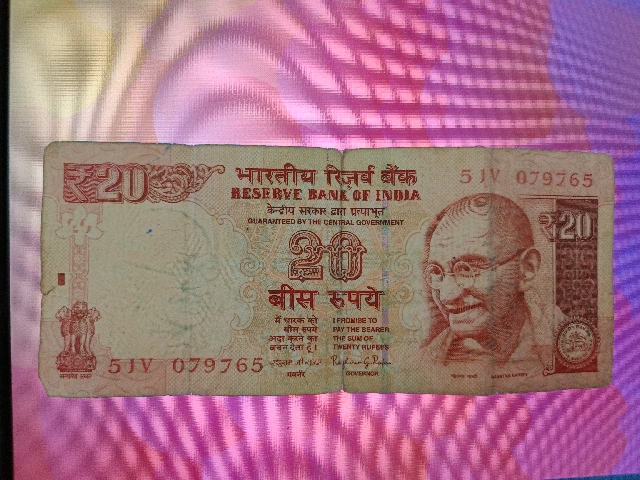 ₹20
भारतीय रिज़र्व बैंक
RESERVE BANK OF INDIA
केन्द्रीय सरकार द्वारा प्रत्याभूत
GUARANTEED BY THE CENTRAL GOVERNMENT
5JV 079765
₹20
20
बीस रुपये
मैं धारक को
बीस रुपये
अदा करने का
वचन देता हूँ।
I PROMISE TO
PAY THE BEARER
THE SUM OF
TWENTY RUPEES
गवर्नर
GOVERNOR
5JV 079765
सत्यमेव जयते
महात्मा गांधी
MAHATMA GANDHI